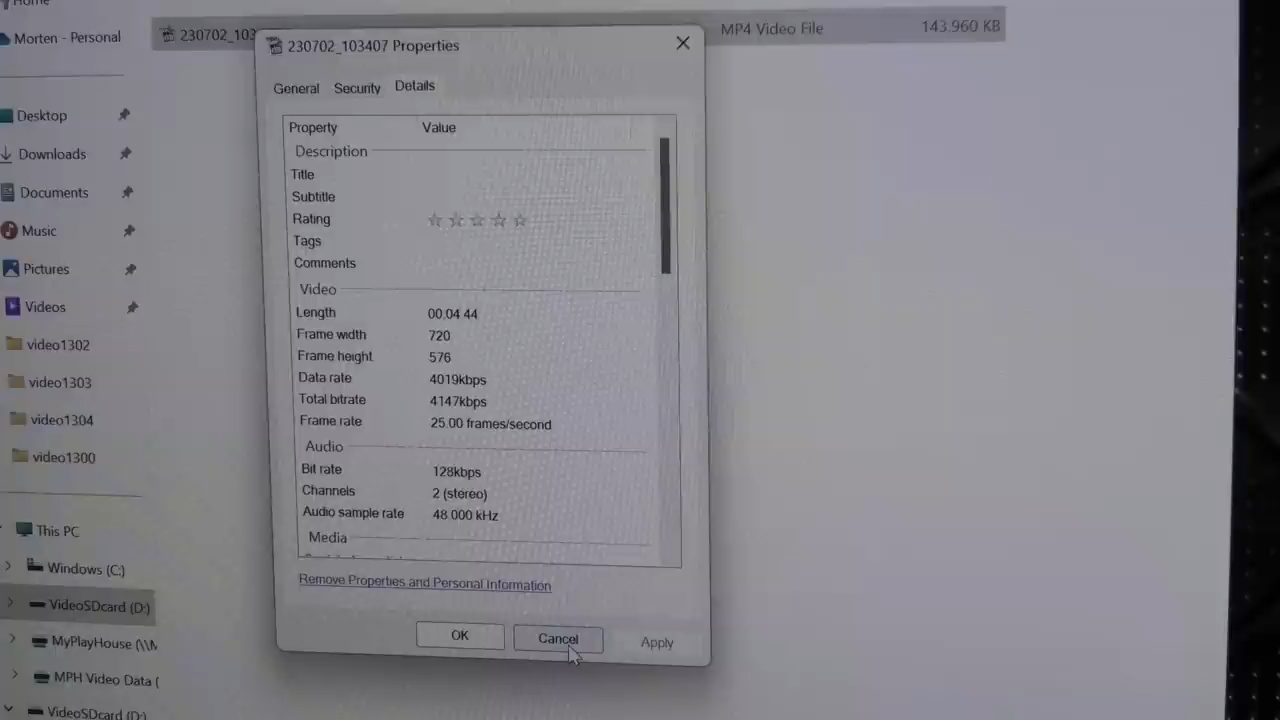 Home
Morten - Personal
Desktop
Downloads
Documents
Music
Pictures
Videos
video1302
video1303
video1304
video1300
This PC
Windows (C:)
VideoSDcard (D:)
MyPlayHouse (\\M
MPH Video Data (
VideoSDcard (D:)
230702_103
MP4 Video File
143.960 KB
230702_103407 Properties
General
Security
Details
Property Value
Description
Title
Subtitle
Rating
Tags
Comments
Video
Length 00.04 44
Frame width 720
Frame height 576
Data rate 4019kbps
Total bitrate 4147kbps
Frame rate 25.00 frames/second
Audio
Bit rate 128kbps
Channels 2 (stereo)
Audio sample rate 48.000 kHz
Media
Remove Properties and Personal Information
OK
Cancel
Apply